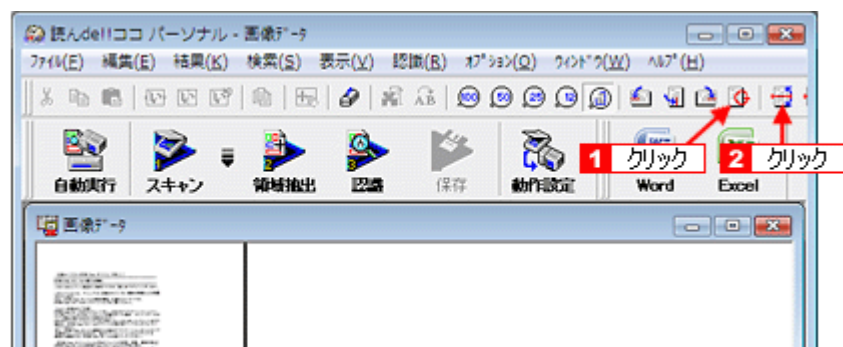 読んde!!ココ パーソナル - 画像ﾃﾞｰﾀ
ﾌｧｲﾙ(E) 編集(E) 結果(K) 検索(S) 表示(V) 認識(R) ｵﾌﾟｼｮﾝ(O) ｳｨﾝﾄﾞｳ(W) ﾍﾙﾌﾟ(H)
100 50 25 12
1 クリック 2 クリック
自動実行 スキャン 領域抽出 認識 保存 動作設定 Word Excel
画像ﾃﾞｰﾀ